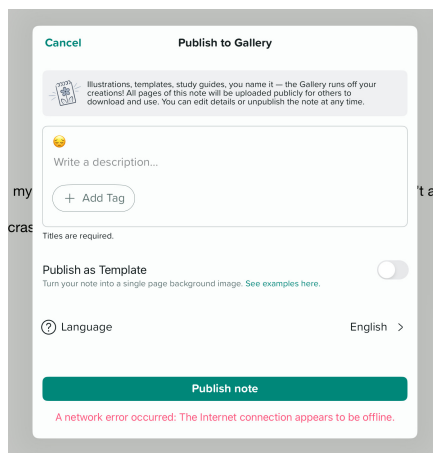 Cancel
Publish to Gallery
Illustrations, templates, study guides, you name it — the Gallery runs off your
creations! All pages of this note will be uploaded publicly for others to
download and use. You can edit details or unpublish the note at any time.
😔
Write a description...
my
't a
+ Add Tag
cras
Titles are required.
Publish as Template
Turn your note into a single page background image. See examples here.
? Language
English >
Publish note
A network error occurred: The Internet connection appears to be offline.